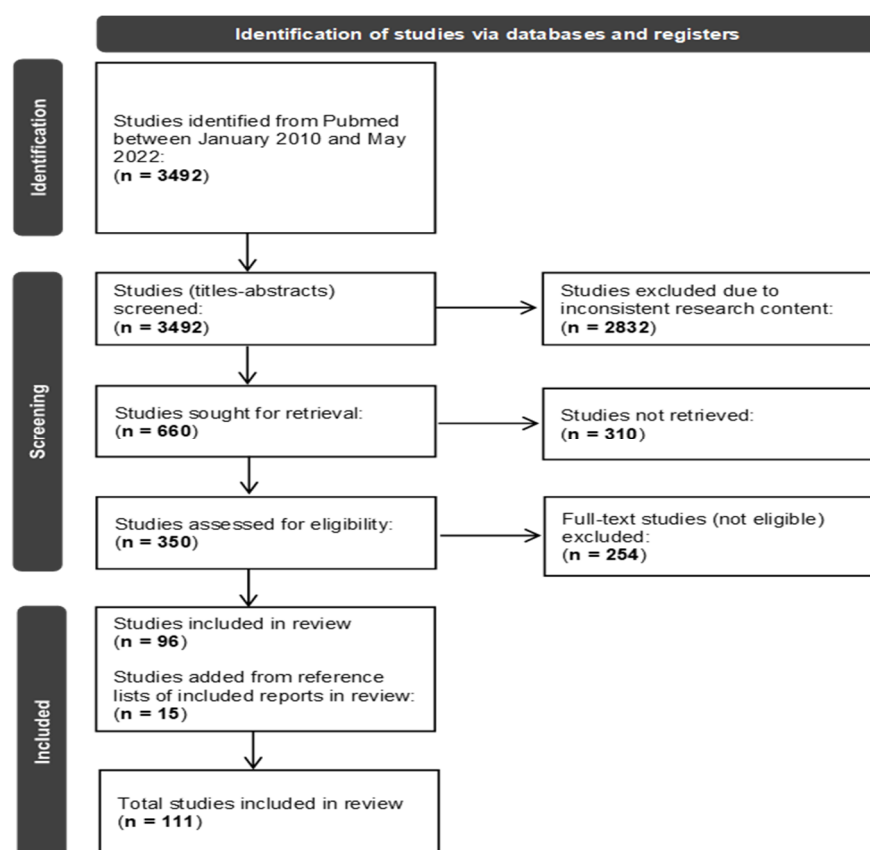 Identification of studies via databases and registers
Identification
Studies identified from Pubmed
between January 2010 and May
2022:
(n = 3492)
Screening
Studies (titles-abstracts)
screened:
(n = 3492)
Studies excluded due to
inconsistent research content:
(n = 2832)
Studies sought for retrieval:
(n = 660)
Studies not retrieved:
(n = 310)
Studies assessed for eligibility:
(n = 350)
Full-text studies (not eligible)
excluded:
(n = 254)
Included
Studies included in review
(n = 96)
Studies added from reference
lists of included reports in review:
(n = 15)
Total studies included in review
(n = 111)